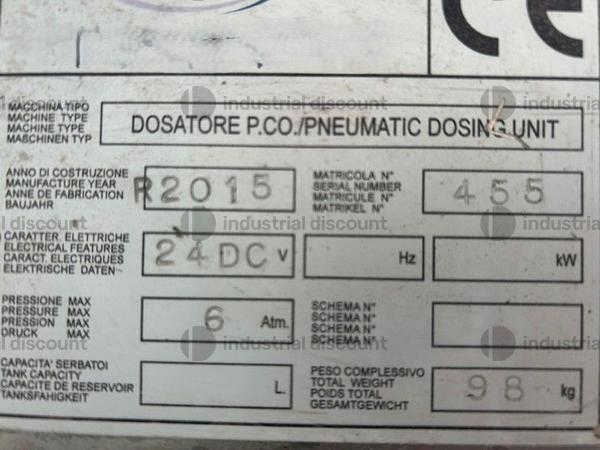 CE
MACCHINA TIPO
MACHINE TYPE
MACHINE TYPE
MASCHINEN TYP
DOSATORE P.CO./PNEUMATIC DOSING UNIT
ANNO DI COSTRUZIONE
MANUFACTURE YEAR
ANNE DE FABRICATION
BAUJAHR
R2015
MATRICOLA N°
SERIAL NUMBER
MATRICULE N°
MATRIKEL N°
455
CARATTER. ELETTRICHE
ELECTRICAL FEATURES
CARACT. ELECTRIQUES
ELEKTRISCHE DATEN
24DC V
Hz
kW
PRESSIONE MAX
PRESSURE MAX
PRESSION MAX
DRUCK MAX
6 Atm.
SCHEMA N°
SCHEMA N°
SCHEMA N°
SCHEMA N°
CAPACITA' SERBATOI
TANK CAPACITY
CAPACITE DE RESERVOIR
TANKSFAHIGKEIT
L.
PESO COMPLESSIVO
TOTAL WEIGHT
POIDS TOTAL
GESAMTGEWICHT
98 kg
industrial discount
industrial discount
industrial discount
industrial discount
industrial discount
industrial discount